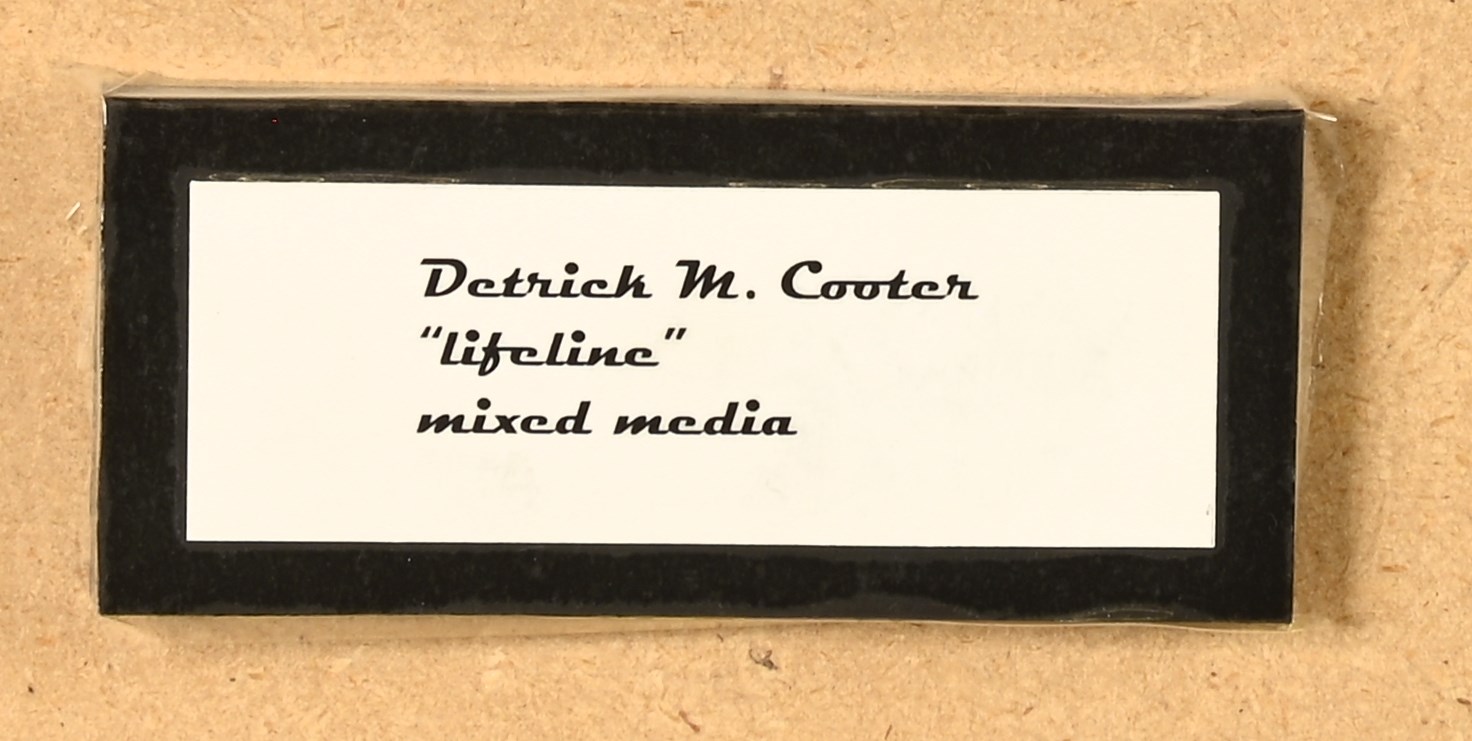 Detrick M. Cooter
“lifeline”
mixed media